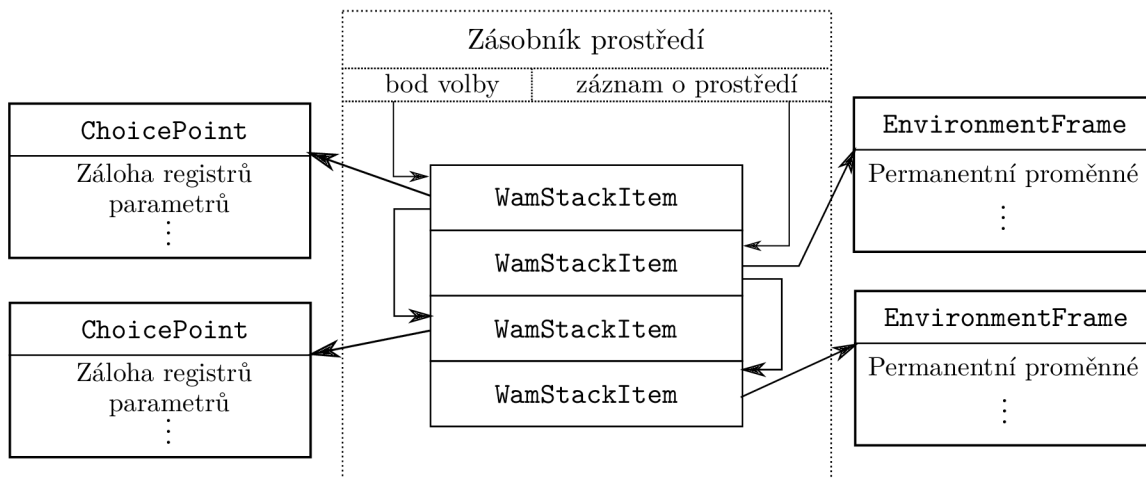 Zásobník prostředí
bod volby
záznam o prostředí
ChoicePoint
Záloha registrů
parametrů
⋮
ChoicePoint
Záloha registrů
parametrů
⋮
WamStackItem
WamStackItem
WamStackItem
WamStackItem
EnvironmentFrame
Permanentní proměnné
⋮
EnvironmentFrame
Permanentní proměnné
⋮